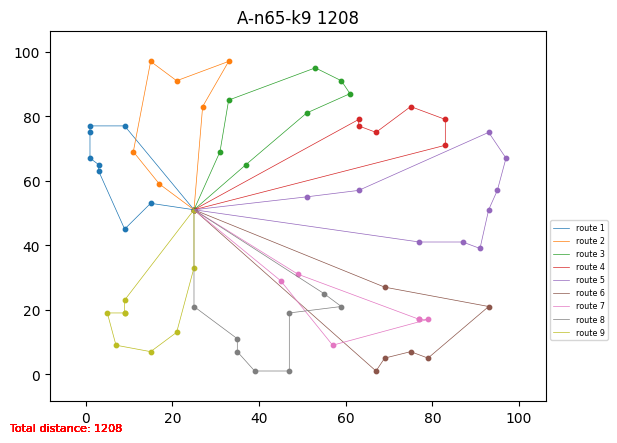 A-n65-k9 1208
100
80
60
40
20
0
0 20 40 60 80 100
route 1
route 2
route 3
route 4
route 5
route 6
route 7
route 8
route 9
Total distance: 1208